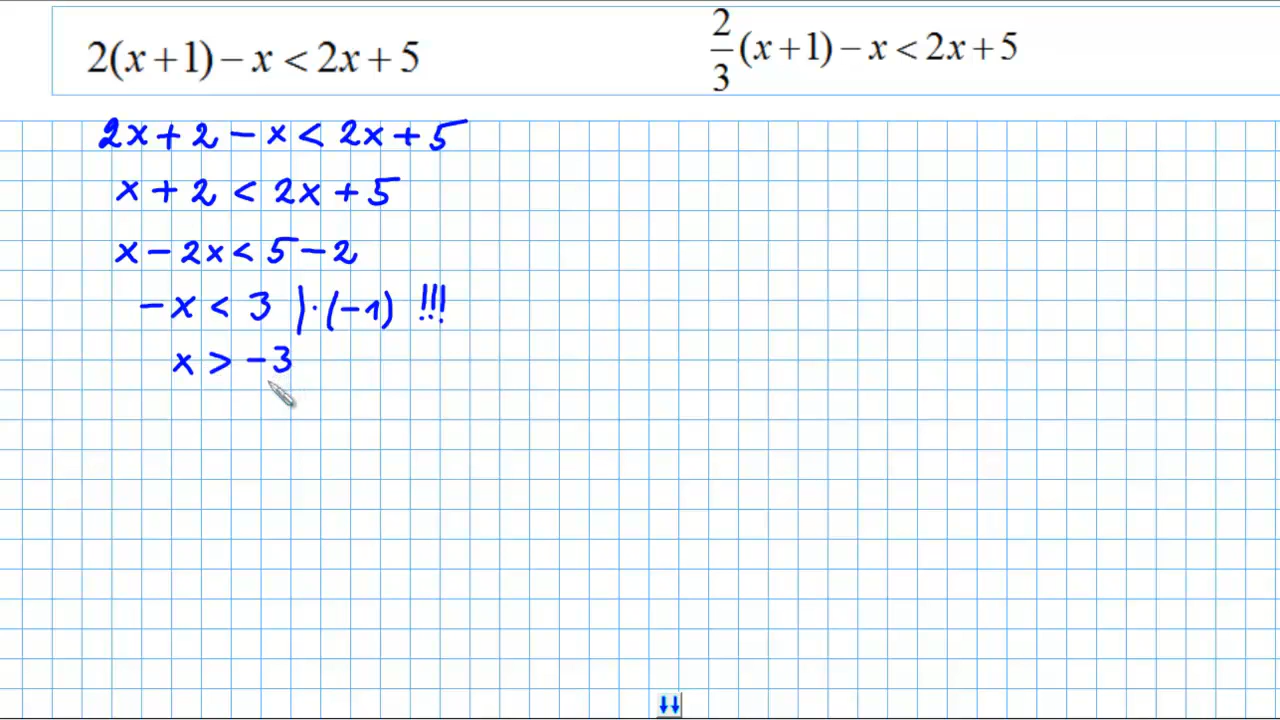 2(x+1)−x<2x+5
2/3(x+1)−x<2x+5
2x+2−x<2x+5
x+2<2x+5
x−2x<5−2
−x<3 |·(−1) !!!
x>−3